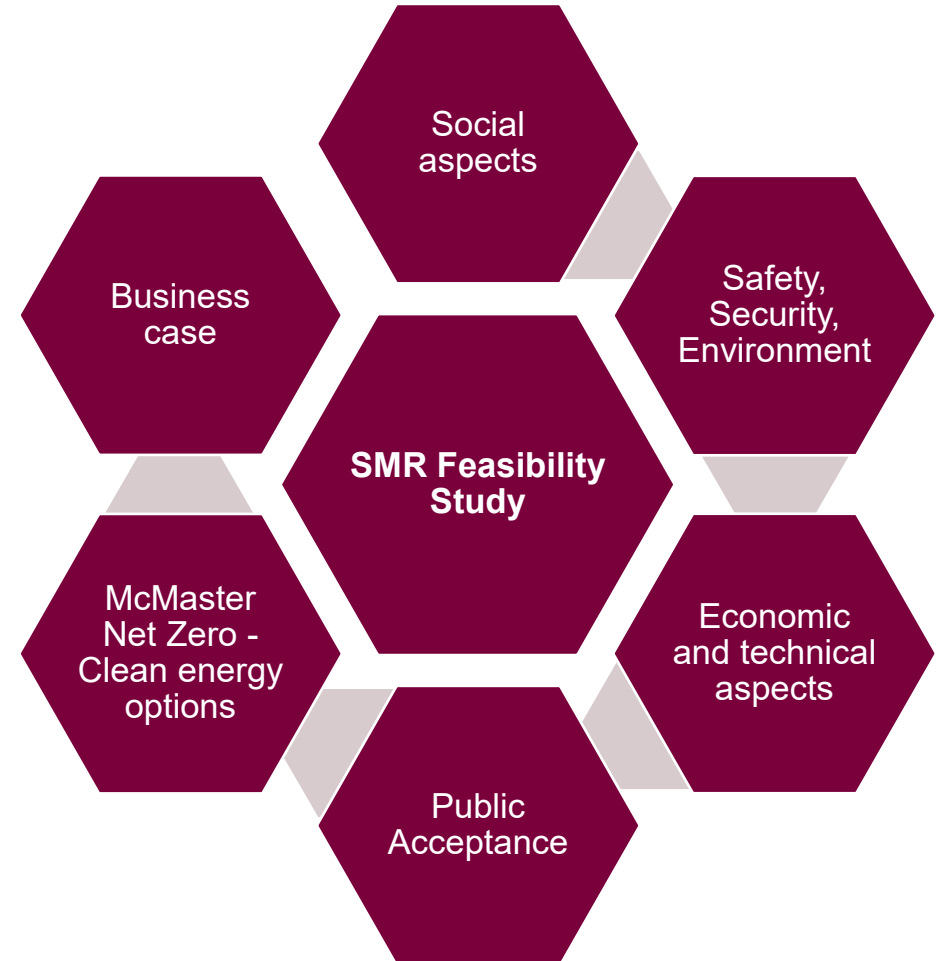 Social
aspects
Safety,
Security,
Environment
Economic
and technical
aspects
Public
Acceptance
McMaster
Net Zero -
Clean energy
options
Business
case
SMR Feasibility
Study